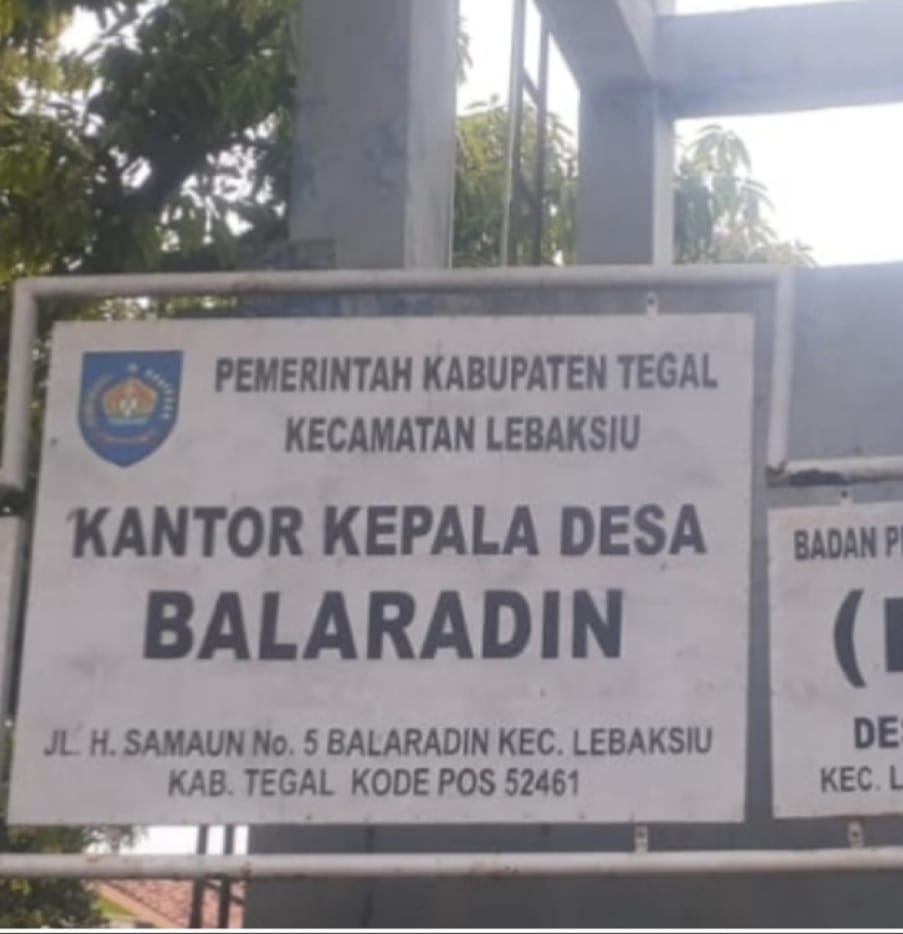 PEMERINTAH KABUPATEN TEGAL
KECAMATAN LEBAKSIU
KANTOR KEPALA DESA
BALARADIN
JL. H. SAMAUN No. 5 BALARADIN KEC. LEBAKSIU
KAB. TEGAL KODE POS 52461
BADAN
KEC.